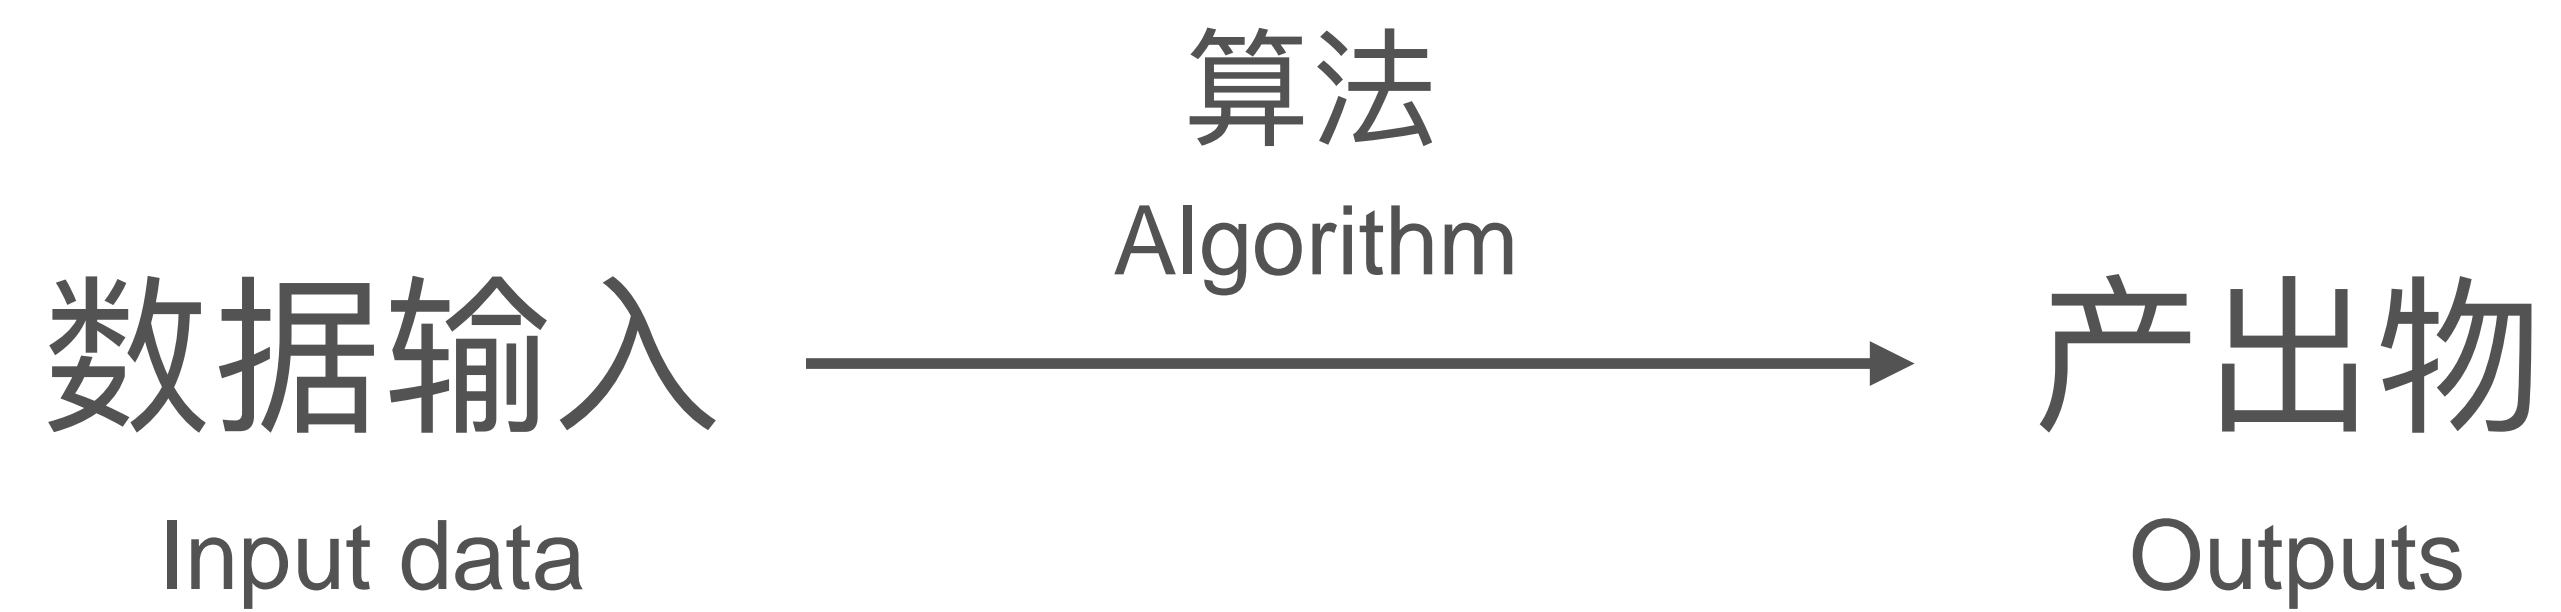 算法
Algorithm
数据输入
产出物
Input data
Outputs